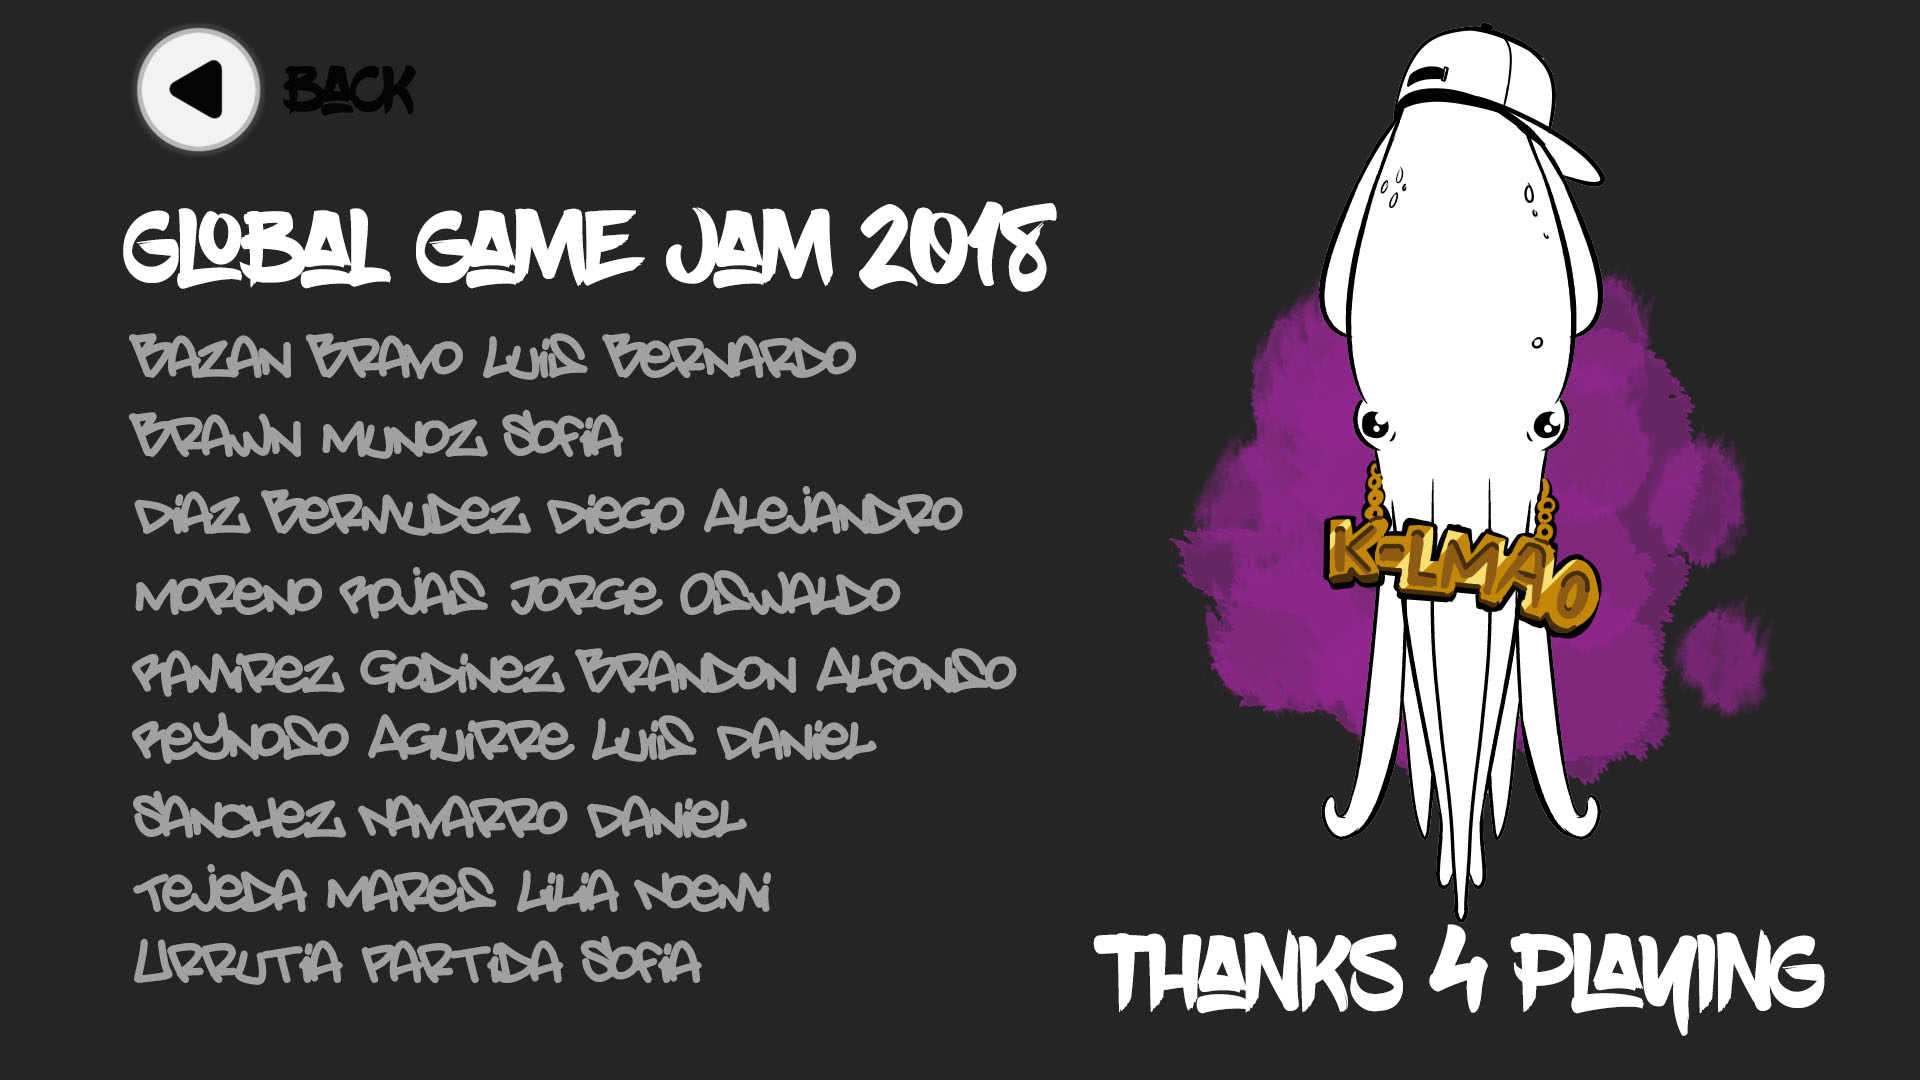 BACK
GLOBAL GAME JAM 2018
BAZAN BRAVO LUIS BERNARDO
BRAWN MUNOZ SOFIA
DIAZ BERMUDEZ DIEGO ALEJANDRO
MORENO ROJAS JORGE OSWALDO
RAMIREZ GODINEZ BRANDON ALFONSO
REYNOSO AGUIRRE LUIS DANIEL
SANCHEZ NAVARRO DANIEL
TEJEDA MARES LILIA NOEMI
URRUTIA PARTIDA SOFIA
K-LMAO
THANKS 4 PLAYING